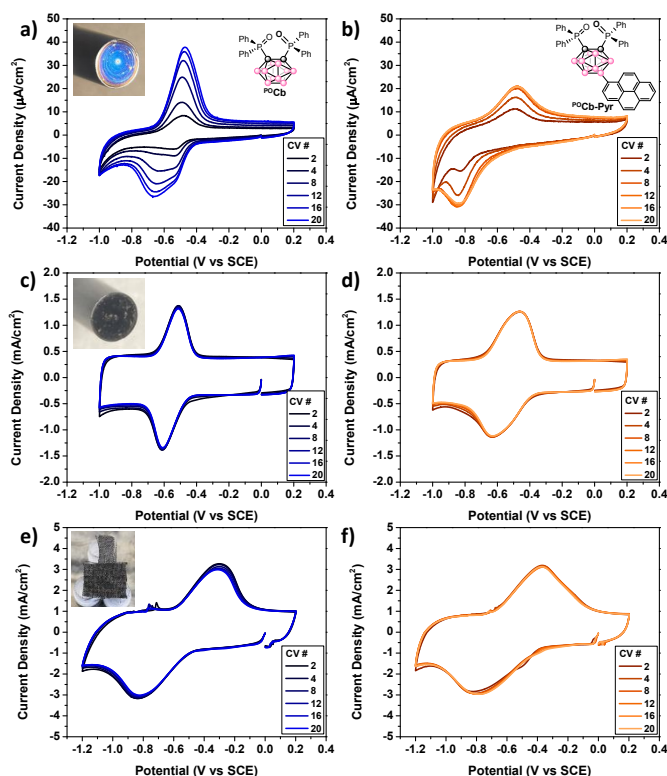 a)
40
30
20
10
0
10
20
30
40
-1.2 -1.0 -0.8 -0.6 -0.4 -0.2 0.0 0.2 0.4
Potential (V vs SCE)
Current Density (µA/cm²)
Ph O O Ph
P P
Ph Ph
ᴾᴼCb
CV #
2
4
8
12
16
20
b)
40
30
20
10
0
10
20
30
40
-1.2 -1.0 -0.8 -0.6 -0.4 -0.2 0.0 0.2 0.4
Potential (V vs SCE)
Current Density (µA/cm²)
Ph O O Ph
P P
Ph Ph
ᴾᴼCb-Pyr
CV #
2
4
8
12
16
20
c)
2.0
1.5
1.0
0.5
0.0
0.5
1.0
1.5
2.0
-1.2 -1.0 -0.8 -0.6 -0.4 -0.2 0.0 0.2 0.4
Potential (V vs SCE)
Current Density (mA/cm²)
CV #
2
4
8
12
16
20
d)
2.0
1.5
1.0
0.5
0.0
0.5
1.0
1.5
2.0
-1.2 -1.0 -0.8 -0.6 -0.4 -0.2 0.0 0.2 0.4
Potential (V vs SCE)
Current Density (mA/cm²)
CV #
2
4
8
12
16
20
e)
5
4
3
2
1
0
1
2
3
4
5
-1.2 -1.0 -0.8 -0.6 -0.4 -0.2 0.0 0.2 0.4
Potential (V vs SCE)
Current Density (mA/cm²)
CV #
2
4
8
12
16
20
f)
5
4
3
2
1
0
1
2
3
4
5
-1.2 -1.0 -0.8 -0.6 -0.4 -0.2 0.0 0.2 0.4
Potential (V vs SCE)
Current Density (mA/cm²)
CV #
2
4
8
12
16
20